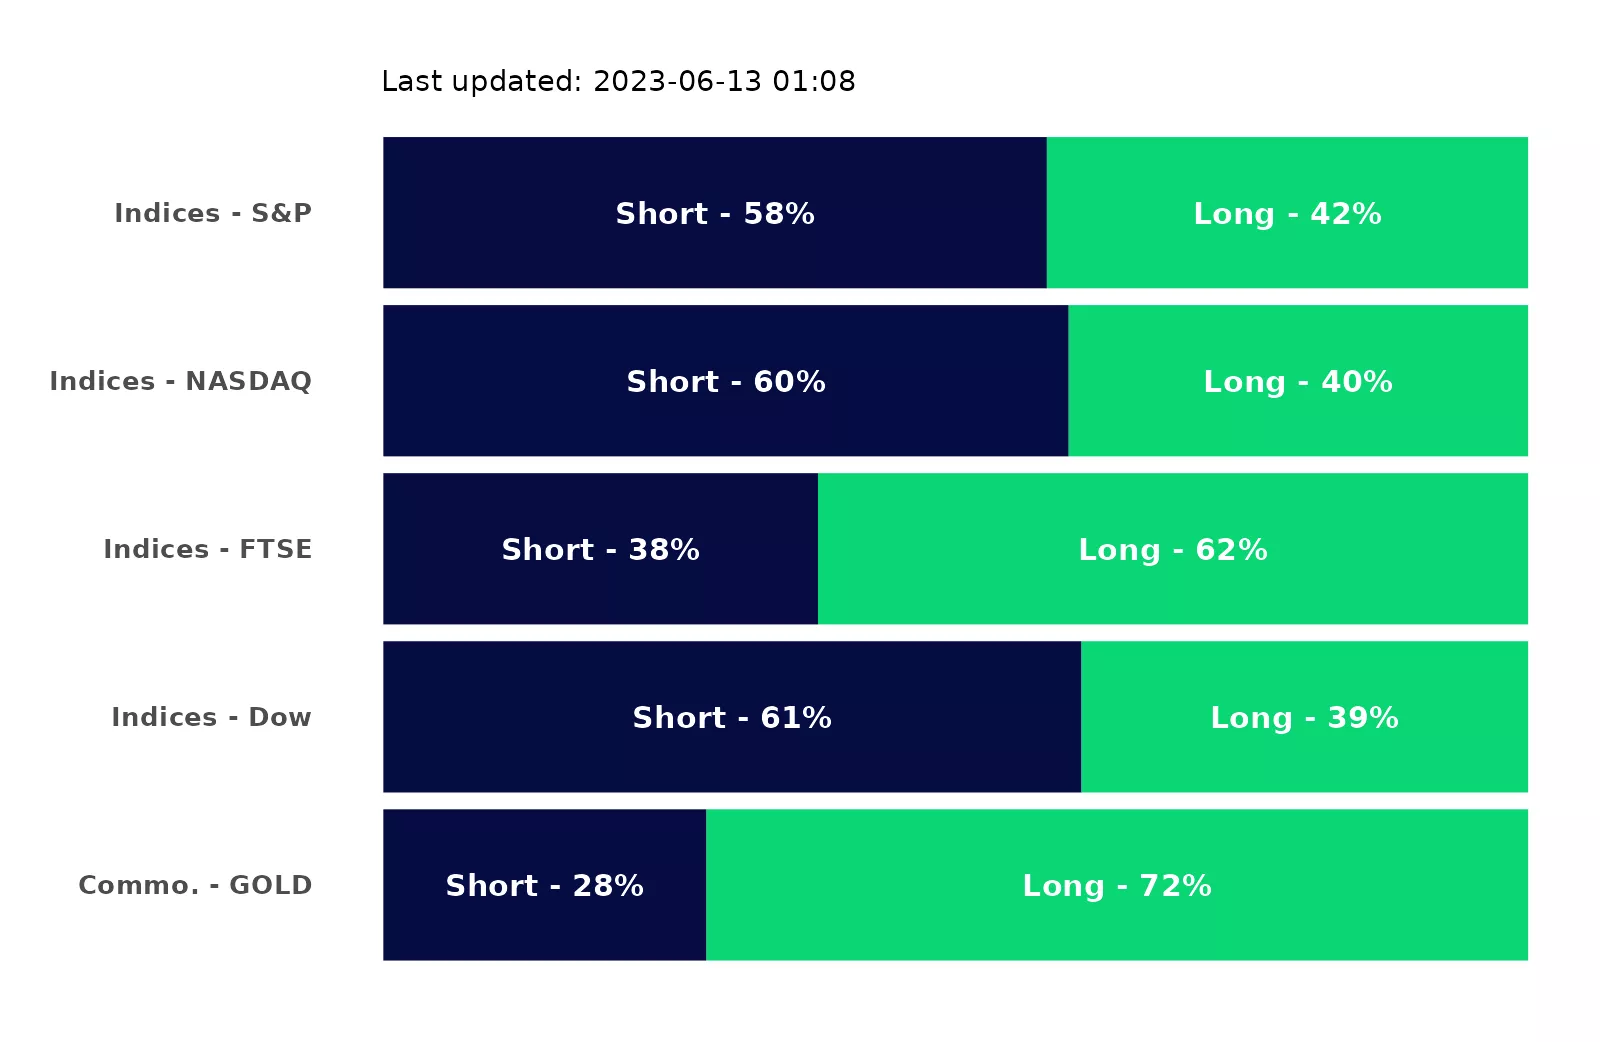 Last updated: 2023-06-13 01:08
Indices - S&P Short - 58% Long - 42%
Indices - NASDAQ Short - 60% Long - 40%
Indices - FTSE Short - 38% Long - 62%
Indices - Dow Short - 61% Long - 39%
Commo. - GOLD Short - 28% Long - 72%